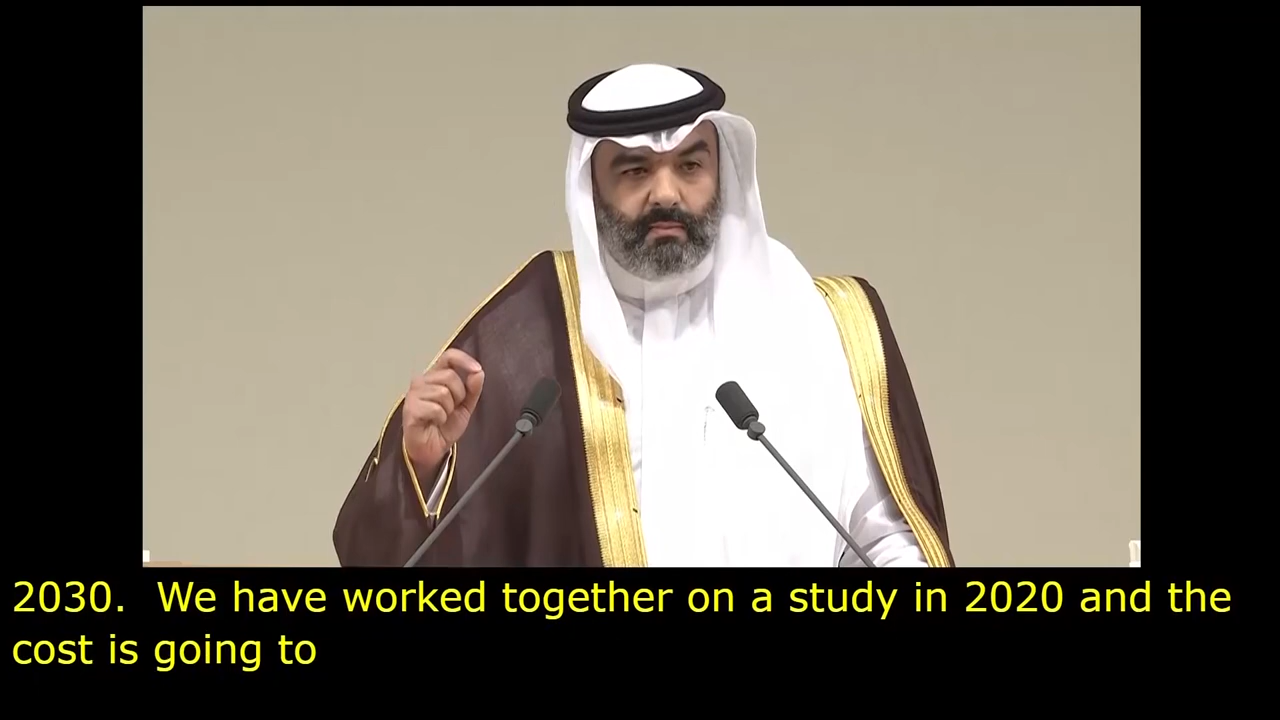 2030.  We have worked together on a study in 2020 and the
cost is going to